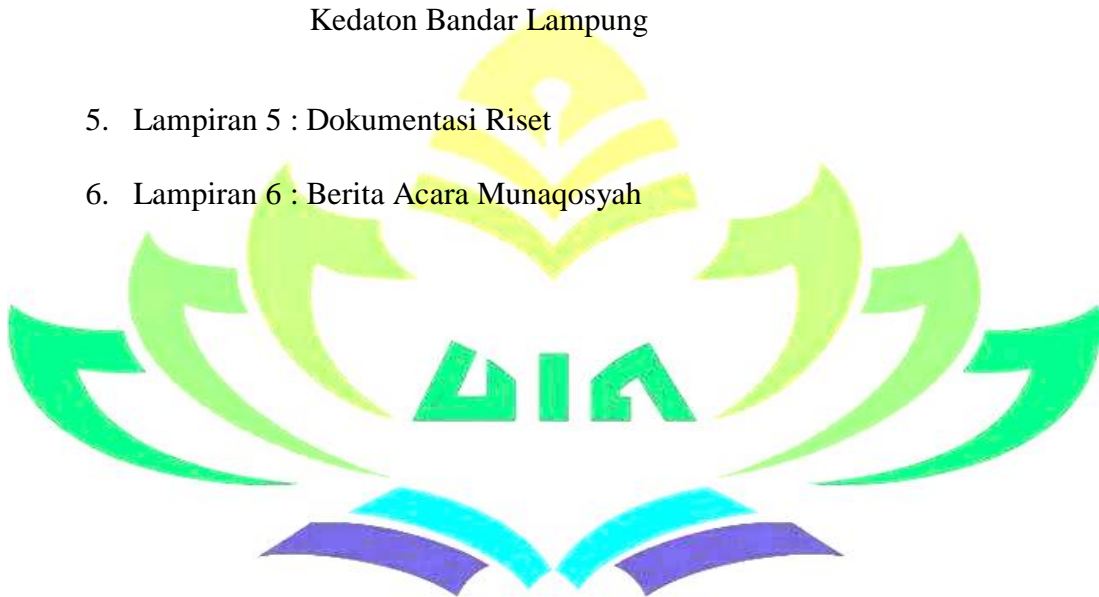 Kedaton Bandar Lampung
5. Lampiran 5 : Dokumentasi Riset
6. Lampiran 6 : Berita Acara Munaqosyah
UIN